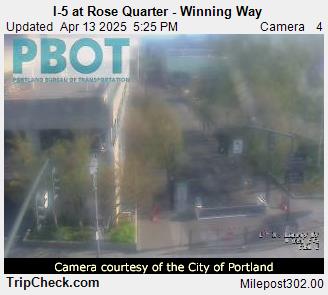 I-5 at Rose Quarter - Winning Way
Updated Apr 13 2025 5:25 PM Camera 4
PBOT
PORTLAND BUREAU OF TRANSPORTATION
Camera courtesy of the City of Portland
TripCheck.com Milepost302.00